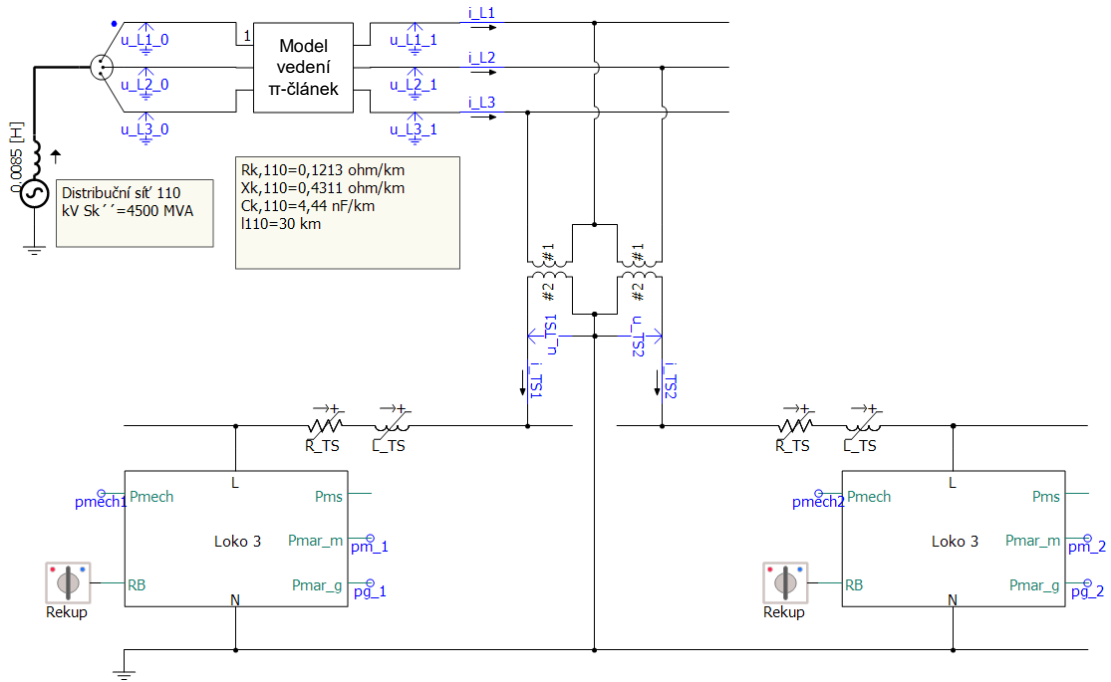 i_L1
u_L1_0
1
Model
vedení
π-článek
u_L1_1
i_L2
u_L2_0
u_L2_1
i_L3
u_L3_0
u_L3_1
0.0085 [H]
Distribuční síť 110
kV Sk´´=4500 MVA
Rk,110=0,1213 ohm/km
Xk,110=0,4311 ohm/km
Ck,110=4,44 nF/km
l110=30 km
#1
#1
#2
#2
u_TS1
u_TS2
i_TS1
i_TS2
R_TS
L_TS
R_TS
L_TS
L
Pmech
pmech1
Pms
Loko 3
Pmar_m
pm_1
RB
Pmar_g
pg_1
Rekup
N
L
Pmech
pmech2
Pms
Loko 3
Pmar_m
pm_2
RB
Pmar_g
pg_2
Rekup
N